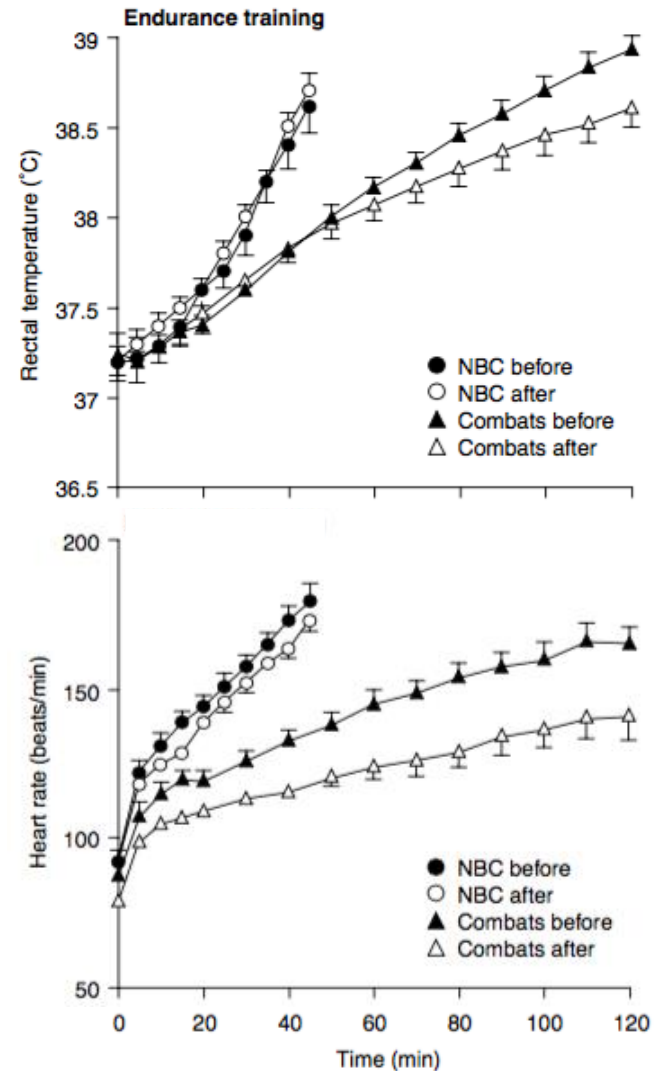 Endurance training
39
38.5
38
37.5
37
36.5
Rectal temperature (˚C)
NBC before
NBC after
Combats before
Combats after
200
150
100
50
Heart rate (beats/min)
NBC before
NBC after
Combats before
Combats after
0 20 40 60 80 100 120
Time (min)